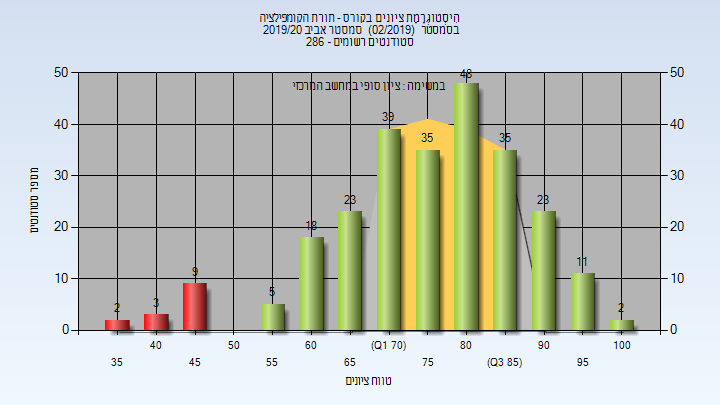 היסטוגרמת ציונים בקורס - תורת הקומפילציה
בסמסטר (02/2019) סמסטר אביב 2019/20
סטודנטים רשומים - 286
במשימה : ציון סופי במחשב המרכזי
מספר סטודנטים
50 50
40 40
30 30
20 20
10 10
0 0
2 3 9 5 18 23 39 35 48 35 23 11 2
35 40 45 50 55 60 65 (Q1 70) 75 80 (Q3 85) 90 95 100
טווח ציונים